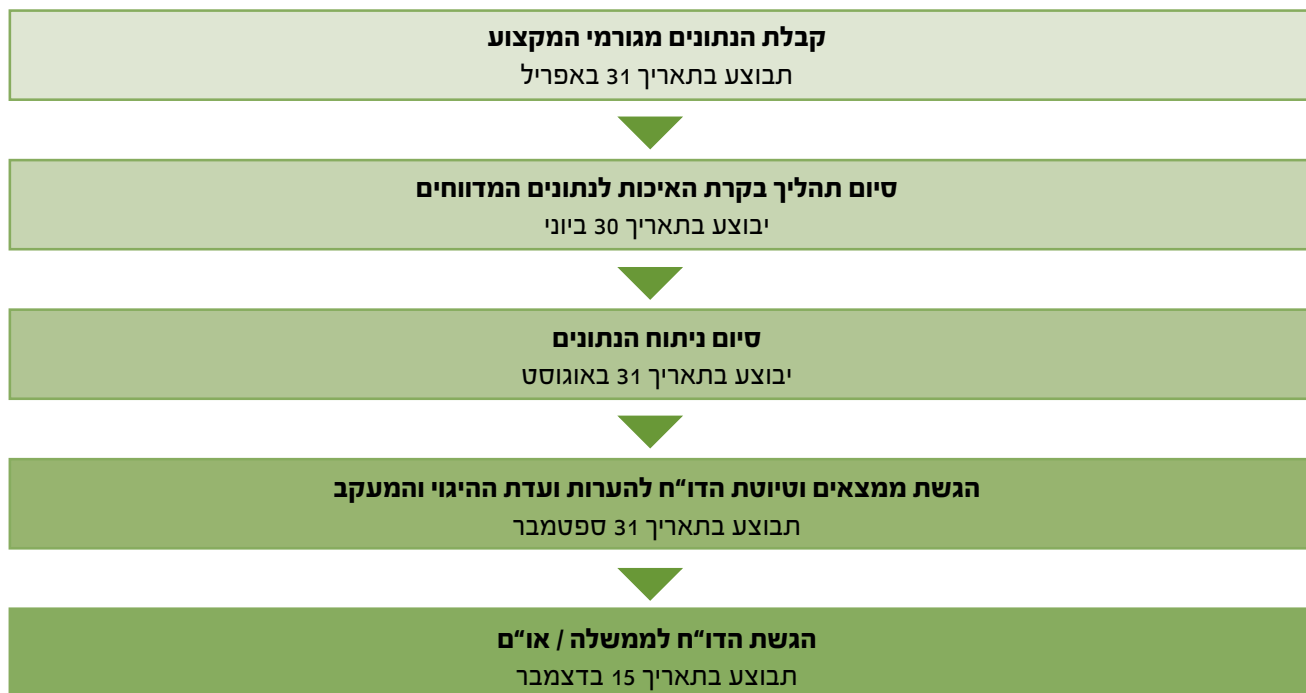 קבלת הנתונים מגורמי המקצוע
תבוצע בתאריך 31 באפריל
סיום תהליך בקרת האיכות לנתונים המדווחים
יבוצע בתאריך 30 ביוני
סיום ניתוח הנתונים
יבוצע בתאריך 31 באוגוסט
הגשת ממצאים וטיוטת הדו"ח להערות ועדת ההיגוי והמעקב
תבוצע בתאריך 31 ספטמבר
הגשת הדו"ח לממשלה / או"ם
תבוצע בתאריך 15 בדצמבר